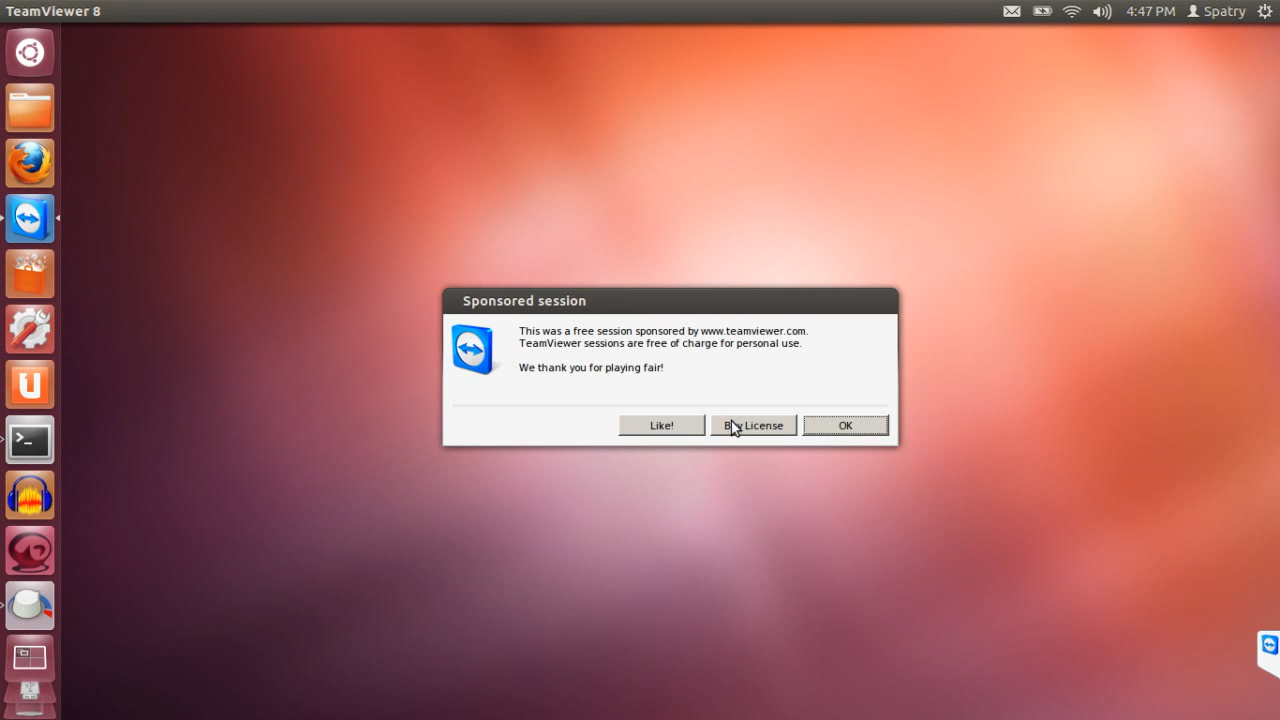 TeamViewer 8
4:47 PM Spatry
Sponsored session
This was a free session sponsored by www.teamviewer.com.
TeamViewer sessions are free of charge for personal use.
We thank you for playing fair!
Like! Buy License OK